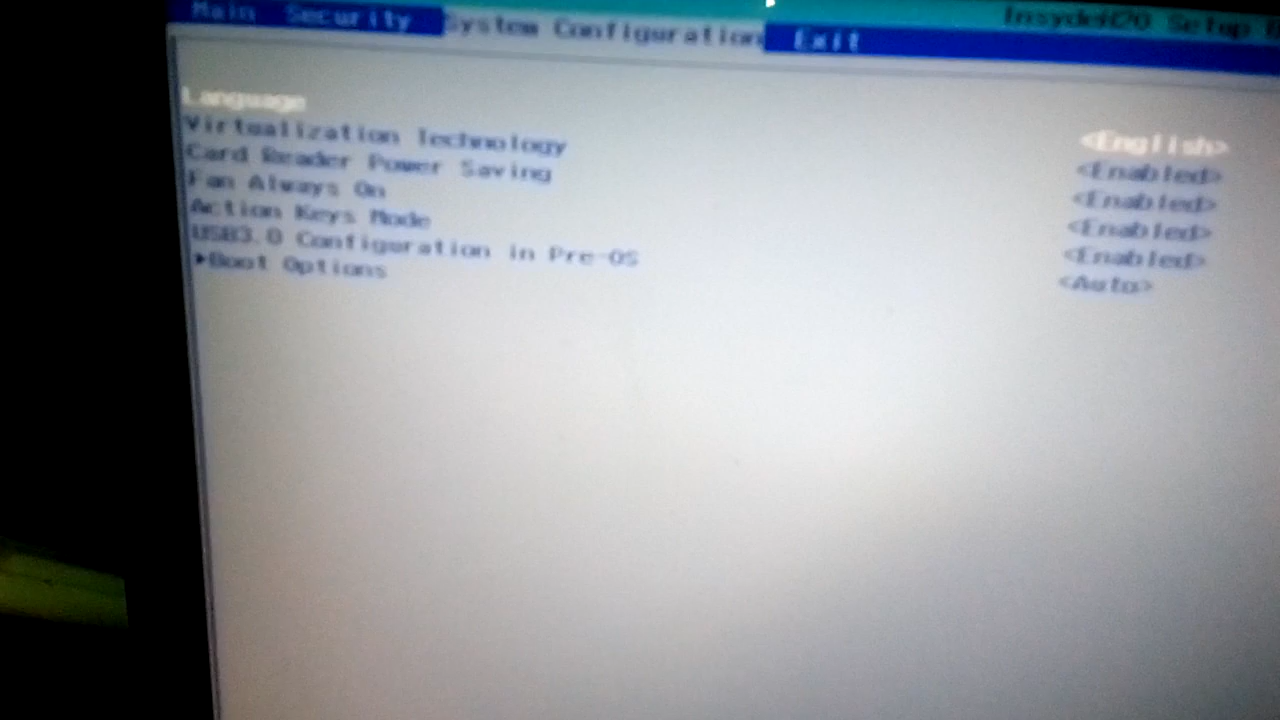 InsydeH20 Setup
Main Security System Configuration Exit
Language <English>
Virtualization Technology <Enabled>
Card Reader Power Saving <Enabled>
Fan Always On <Enabled>
Action Keys Mode <Enabled>
USB3.0 Configuration in Pre-OS <Auto>
▶Boot Options